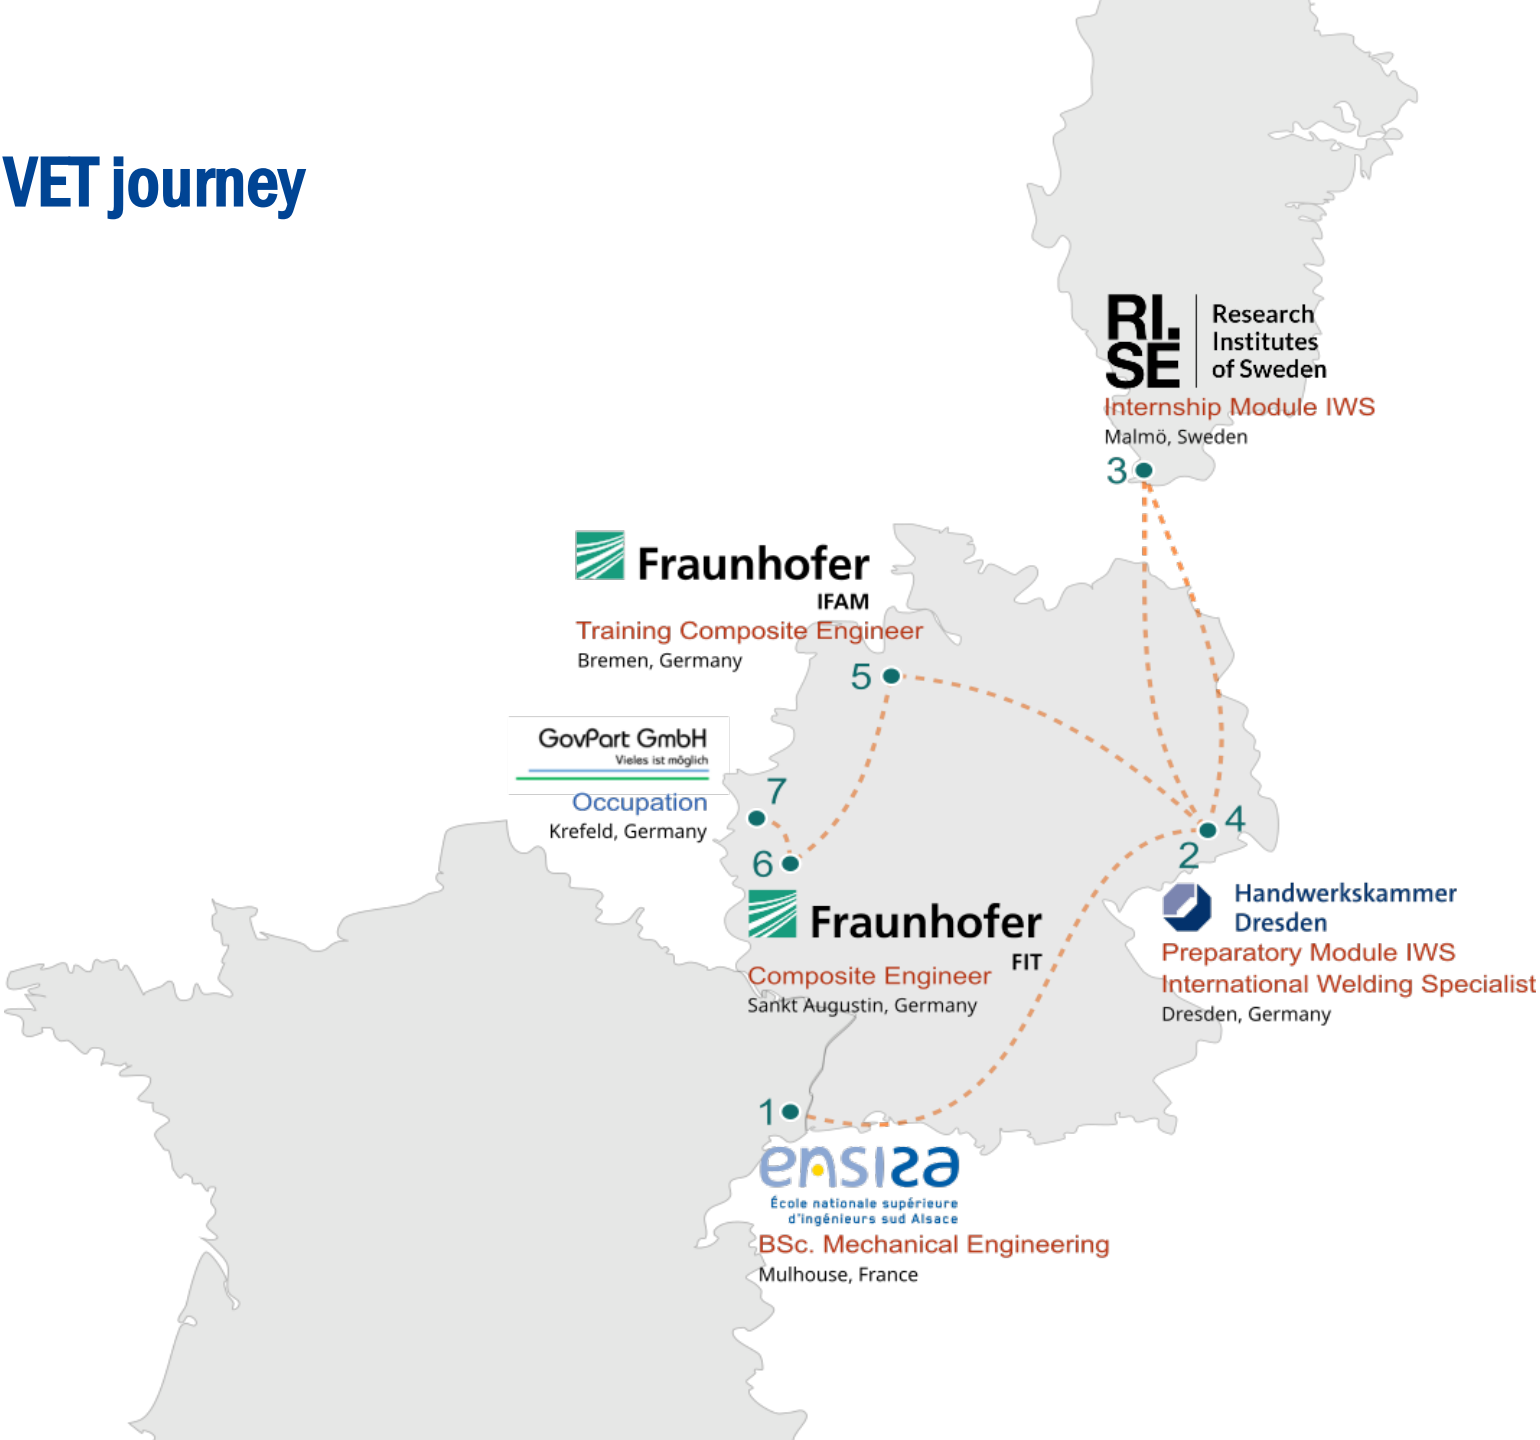 VET journey
RI.
SE
Research
Institutes
of Sweden
Internship Module IWS
Malmö, Sweden
3
Fraunhofer
IFAM
Training Composite Engineer
Bremen, Germany
5
GovPart GmbH
Vieles ist möglich
Occupation
Krefeld, Germany
7
6
Fraunhofer
FIT
Composite Engineer
Sankt Augustin, Germany
4
2
Handwerkskammer
Dresden
Preparatory Module IWS
International Welding Specialist
Dresden, Germany
1
ensisa
École nationale supérieure
d'ingénieurs sud Alsace
BSc. Mechanical Engineering
Mulhouse, France